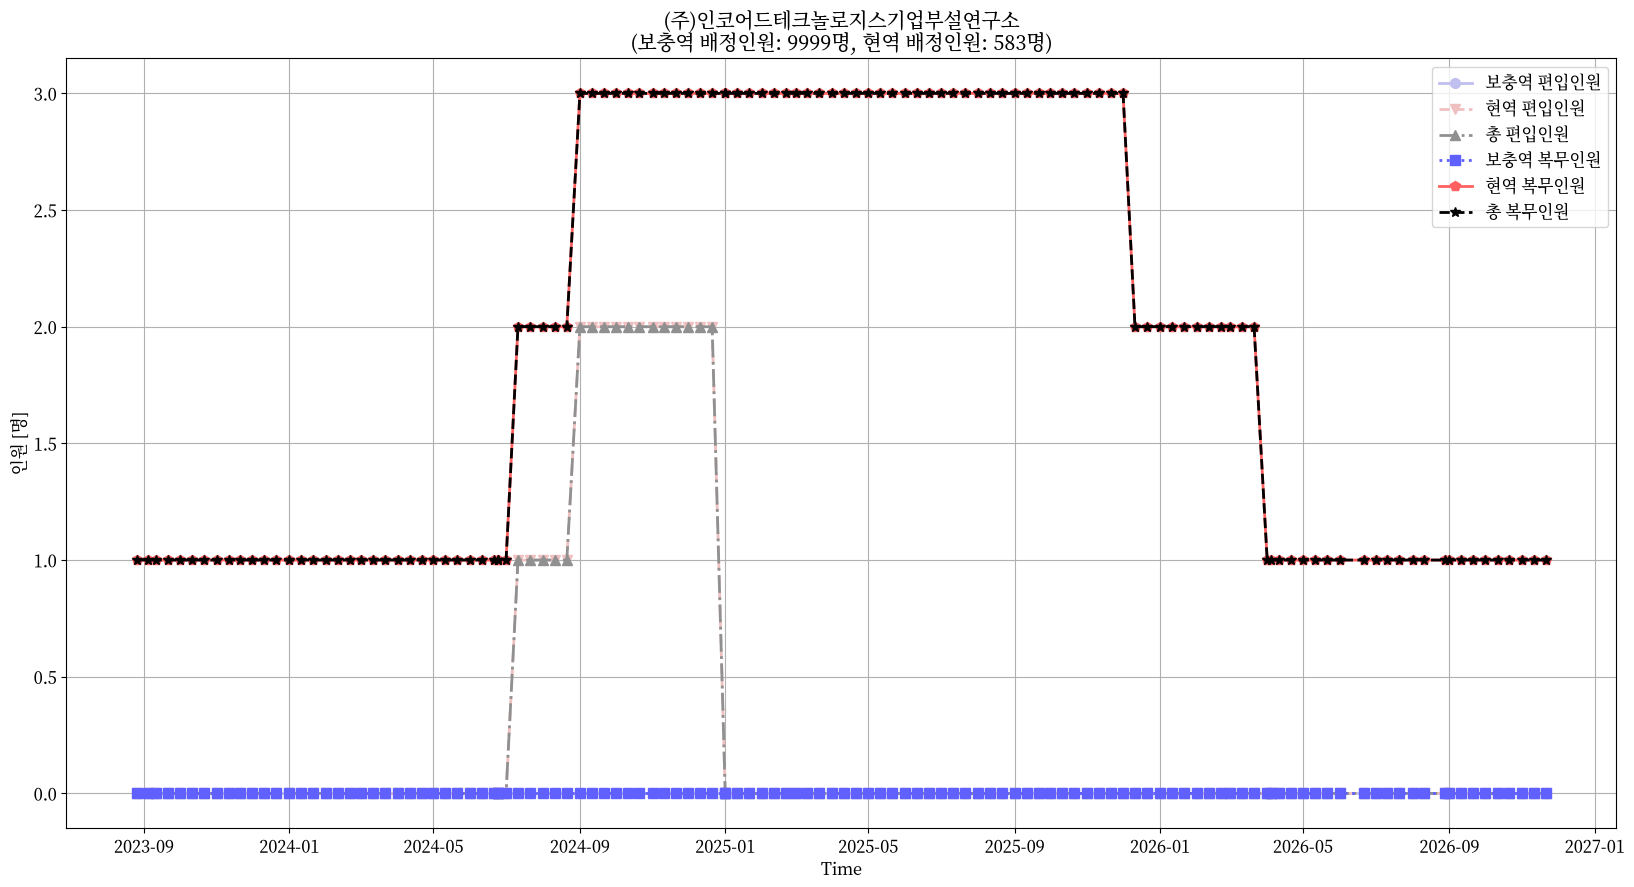 (주)인코어드테크놀로지스기업부설연구소
(보충역 배정인원: 9999명, 현역 배정인원: 583명)
보충역 편입인원
현역 편입인원
총 편입인원
보충역 복무인원
현역 복무인원
총 복무인원
인원 [명]
3.0
2.5
2.0
1.5
1.0
0.5
0.0
2023-09
2024-01
2024-05
2024-09
2025-01
2025-05
2025-09
2026-01
2026-05
2026-09
2027-01
Time